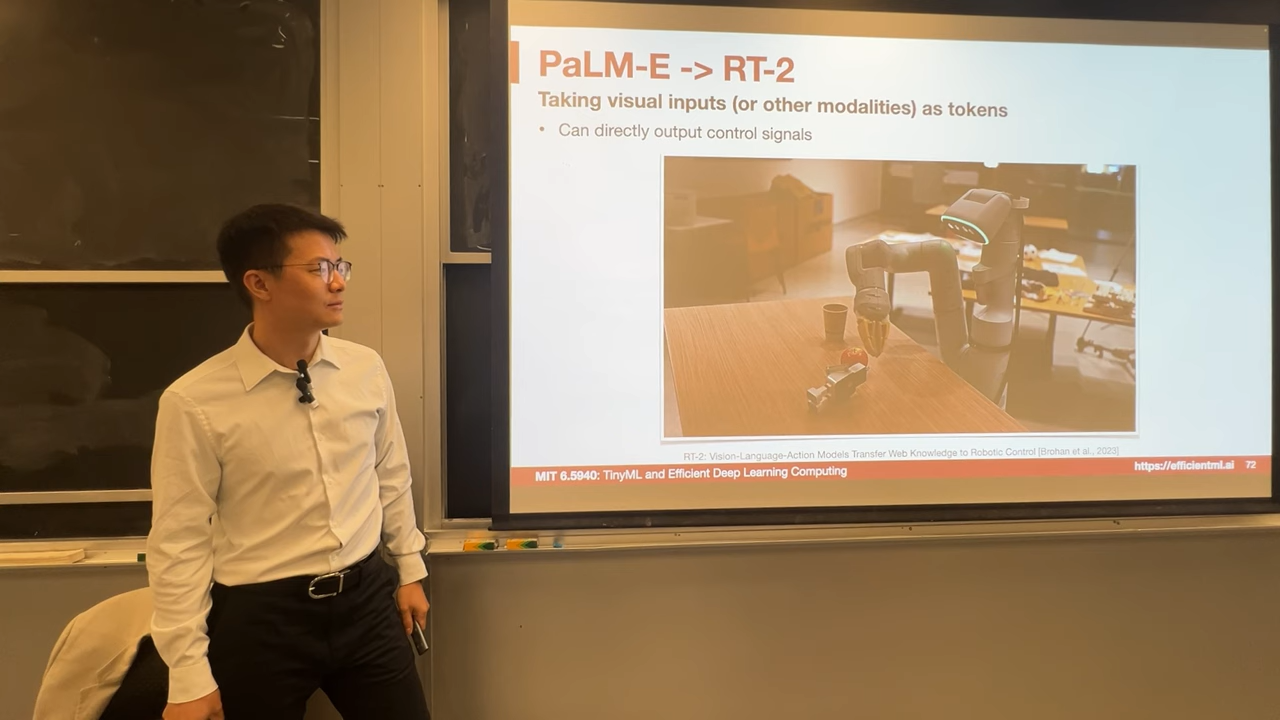 PaLM-E -> RT-2
Taking visual inputs (or other modalities) as tokens
• Can directly output control signals
RT-2: Vision-Language-Action Models Transfer Web Knowledge to Robotic Control [Brohan et al., 2023]
MIT 6.5940: TinyML and Efficient Deep Learning Computing
https://efficientml.ai 72